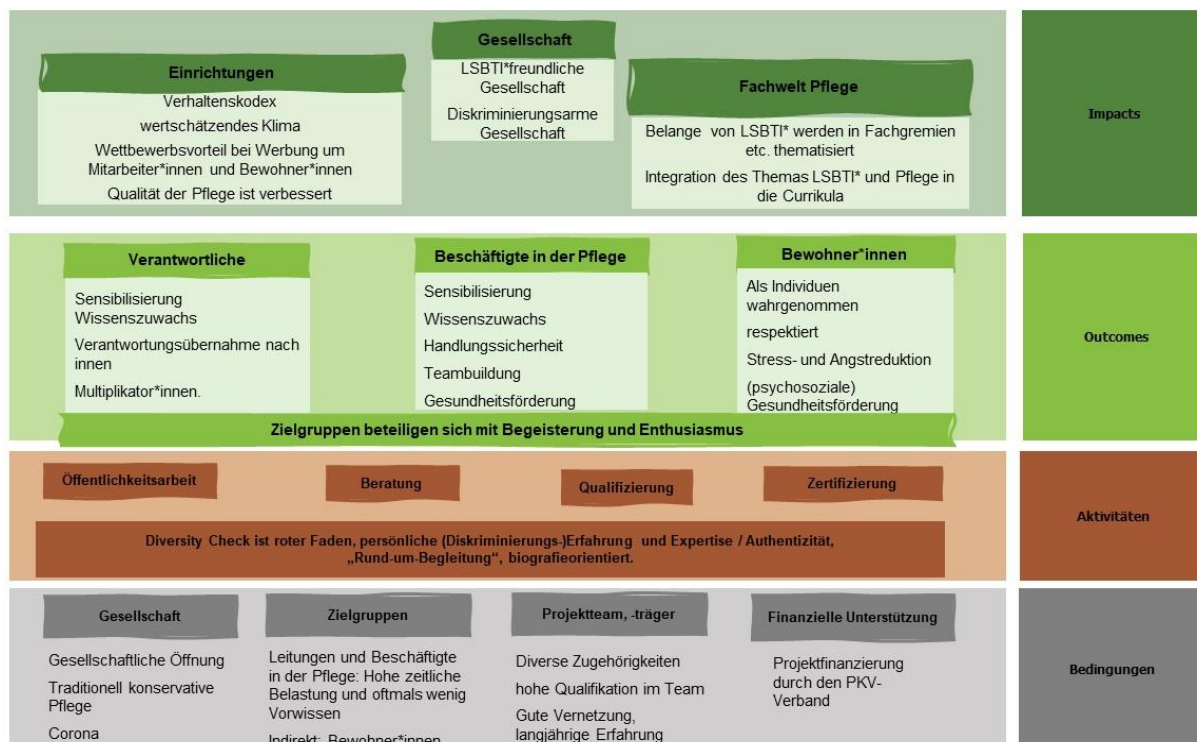 Gesellschaft
Einrichtungen
Verhaltenskodex
wertschätzendes Klima
Wettbewerbsvorteil bei Werbung um
Mitarbeiter*innen und Bewohner*innen
Qualität der Pflege ist verbessert
LSBTI*freundliche
Gesellschaft
Diskriminierungsarme
Gesellschaft
Fachwelt Pflege
Belange von LSBTI* werden in Fachgremien
etc. thematisiert
Integration des Themas LSBTI* und Pflege in
die Currikula
Impacts
Verantwortliche
Sensibilisierung
Wissenszuwachs
Verantwortungsübernahme nach
innen
Multiplikator*innen.
Beschäftigte in der Pflege
Sensibilisierung
Wissenszuwachs
Handlungssicherheit
Teambuildung
Gesundheitsförderung
Bewohner*innen
Als Individuen
wahrgenommen
respektiert
Stress- und Angstreduktion
(psychosoziale)
Gesundheitsförderung
Zielgruppen beteiligen sich mit Begeisterung und Enthusiasmus
Outcomes
Öffentlichkeitsarbeit
Beratung
Qualifizierung
Zertifizierung
Diversity Check ist roter Faden, persönliche (Diskriminierungs-)Erfahrung und Expertise / Authentizität,
„Rund-um-Begleitung“, biografieorientiert.
Aktivitäten
Gesellschaft
Gesellschaftliche Öffnung
Traditionell konservative
Pflege
Corona
Zielgruppen
Leitungen und Beschäftigte
in der Pflege: Hohe zeitliche
Belastung und oftmals wenig
Vorwissen
Indirekt: Bewohner*innen
Projektteam, -träger
Diverse Zugehörigkeiten
hohe Qualifikation im Team
Gute Vernetzung,
langjährige Erfahrung
Finanzielle Unterstützung
Projektfinanzierung
durch den PKV-
Verband
Bedingungen